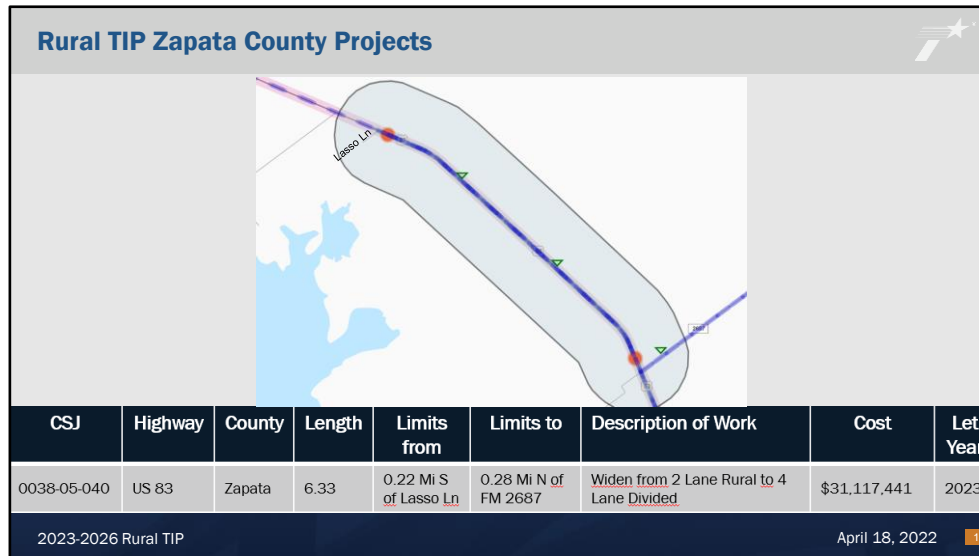 Rural TIP Zapata County Projects
Lasso Ln
2687
CSJ Highway County Length Limits from Limits to Description of Work Cost Let Year
0038-05-040 US 83 Zapata 6.33 0.22 Mi S of Lasso Ln 0.28 Mi N of FM 2687 Widen from 2 Lane Rural to 4 Lane Divided $31,117,441 2023
2023-2026 Rural TIP April 18, 2022